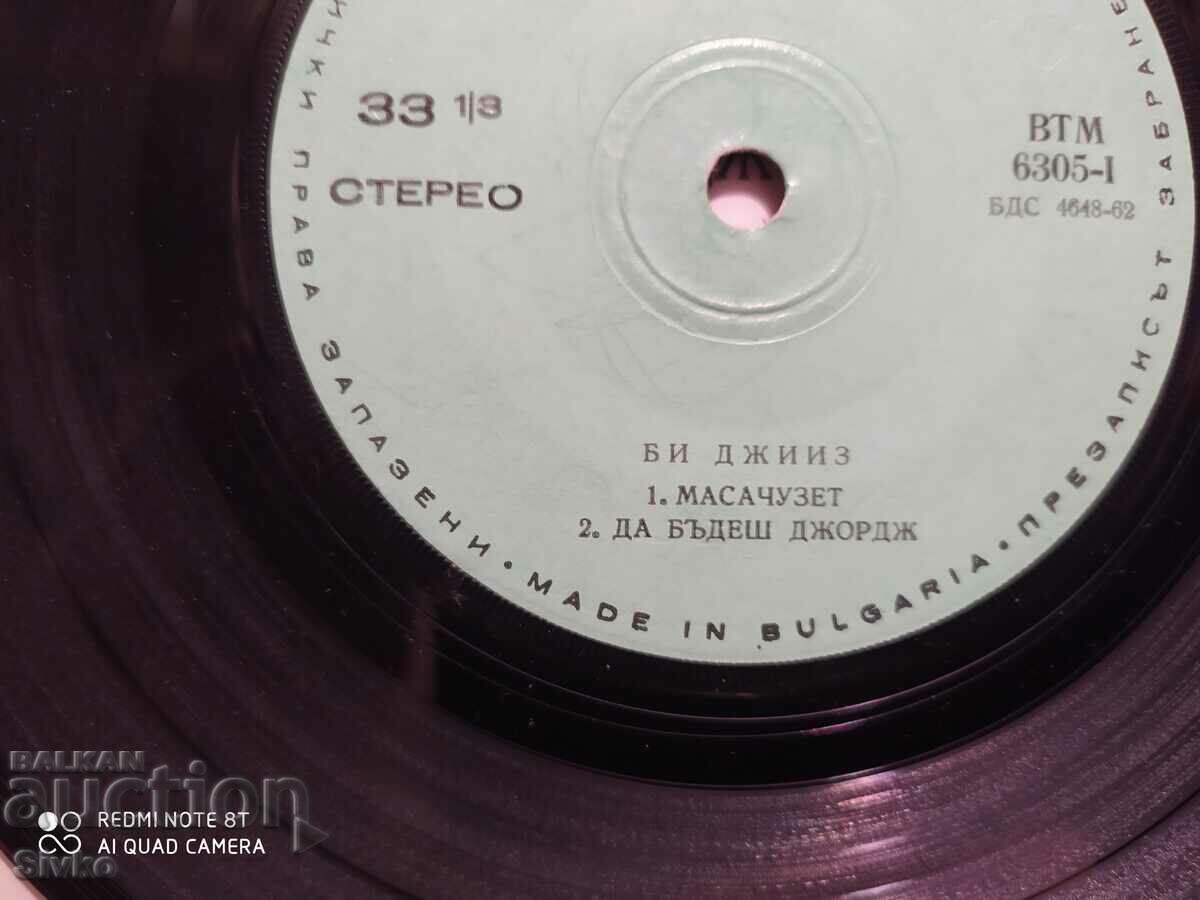 33 1/3
СТЕРЕО
ВТМ
6305-I
БДС 4648-62
БИ ДЖИИЗ
1. МАСАЧУЗЕТ
2. ДА БЪДЕШ ДЖОРДЖ
ПРАВА ЗАПАЗЕНИ · MADE IN BULGARIA · ПРЕЗАПИСЪТ
BALKAN
auction
REDMI NOTE 8T
AI QUAD CAMERA
Sivko